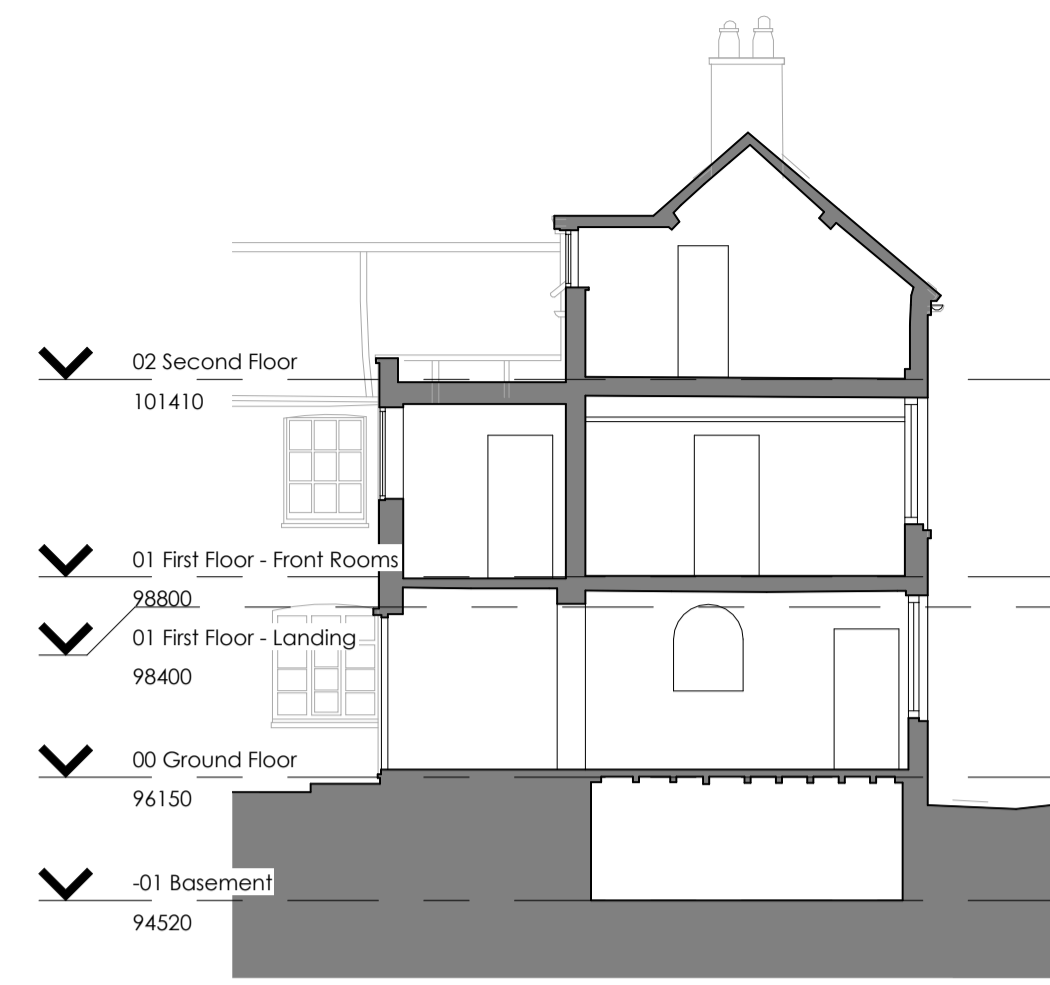 02 Second Floor
101410
01 First Floor - Front Rooms
98800
01 First Floor - Landing
98400
00 Ground Floor
96150
-01 Basement
94520